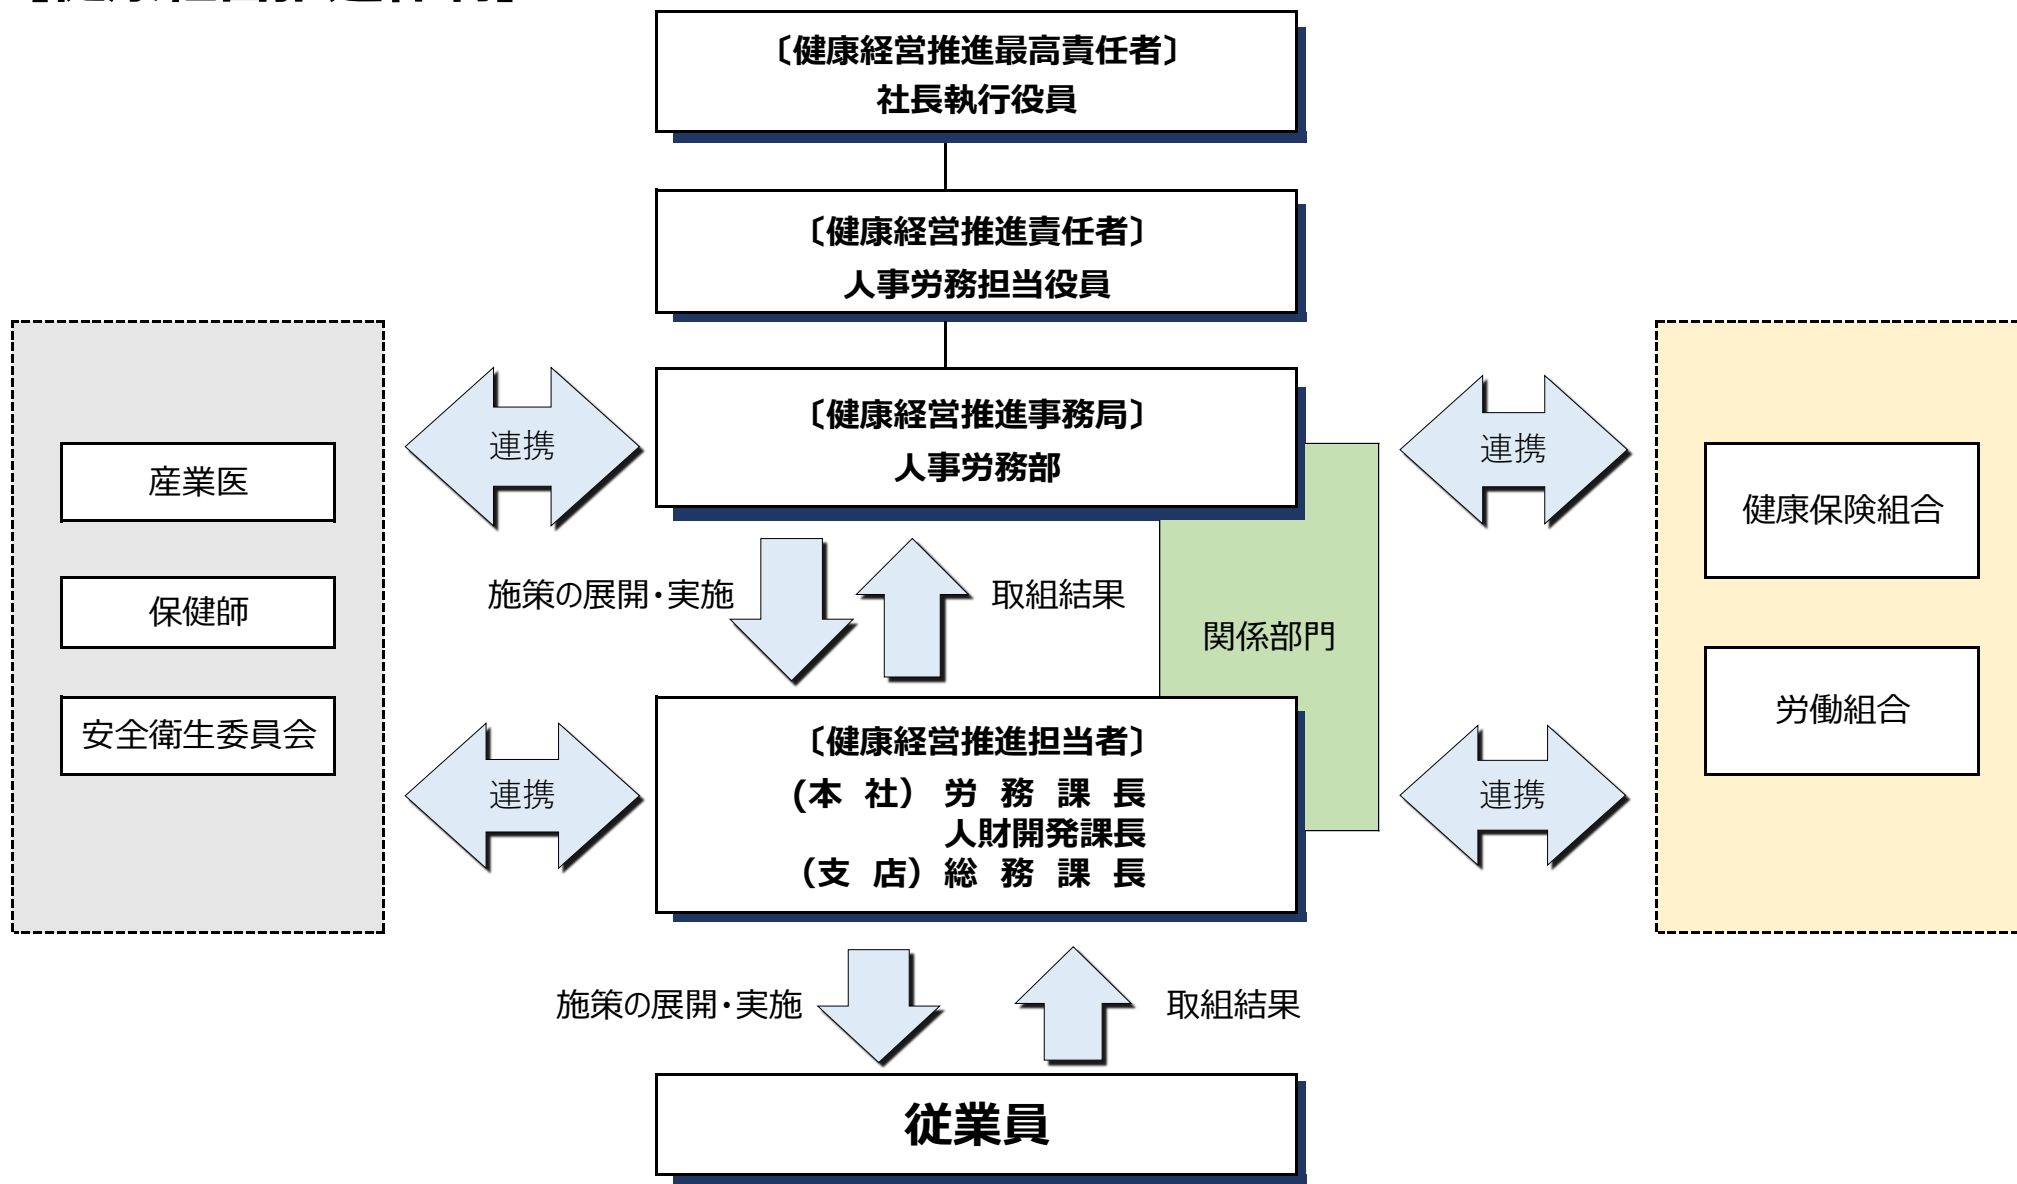 〔健康経営推進最高責任者〕
社長執行役員
〔健康経営推進責任者〕
人事労務担当役員
〔健康経営推進事務局〕
人事労務部
連携
連携
産業医
保健師
安全衛生委員会
健康保険組合
労働組合
施策の展開・実施
取組結果
関係部門
〔健康経営推進担当者〕
(本 社） 労 務 課 長
人財開発課長
（支 店）総 務 課 長
連携
連携
施策の展開・実施
取組結果
従業員